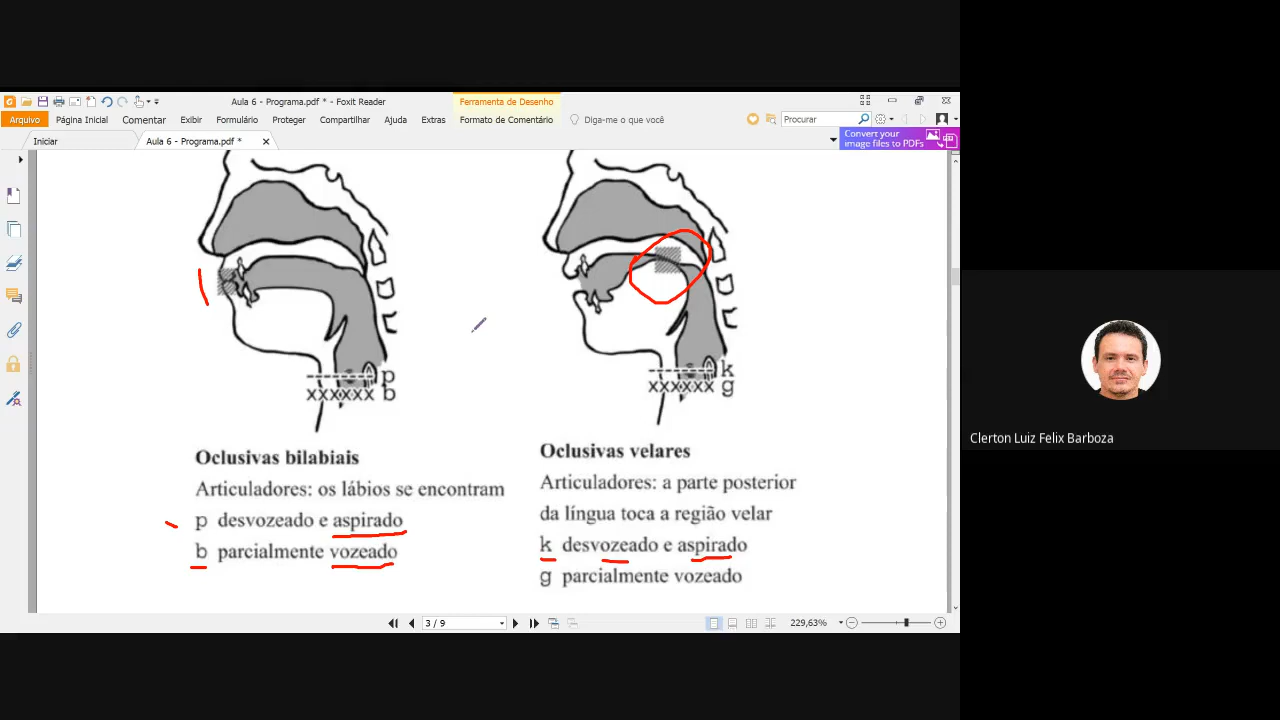 Aula 6 - Programa.pdf * - Foxit Reader
Ferramenta de Desenho
Arquivo
Página Inicial
Comentar
Exibir
Formulário
Proteger
Compartilhar
Ajuda
Extras
Formato de Comentário
Diga-me o que você
Procurar
Iniciar
Aula 6 - Programa.pdf *
Convert your
image files to PDFs
p
xxxxxx b
k
xxxxxx g
Oclusivas bilabiais
Articuladores: os lábios se encontram
p desvozeado e aspirado
b parcialmente vozeado
Oclusivas velares
Articuladores: a parte posterior
da língua toca a região velar
k desvozeado e aspirado
g parcialmente vozeado
3 / 9
229,63%
Clerton Luiz Felix Barboza